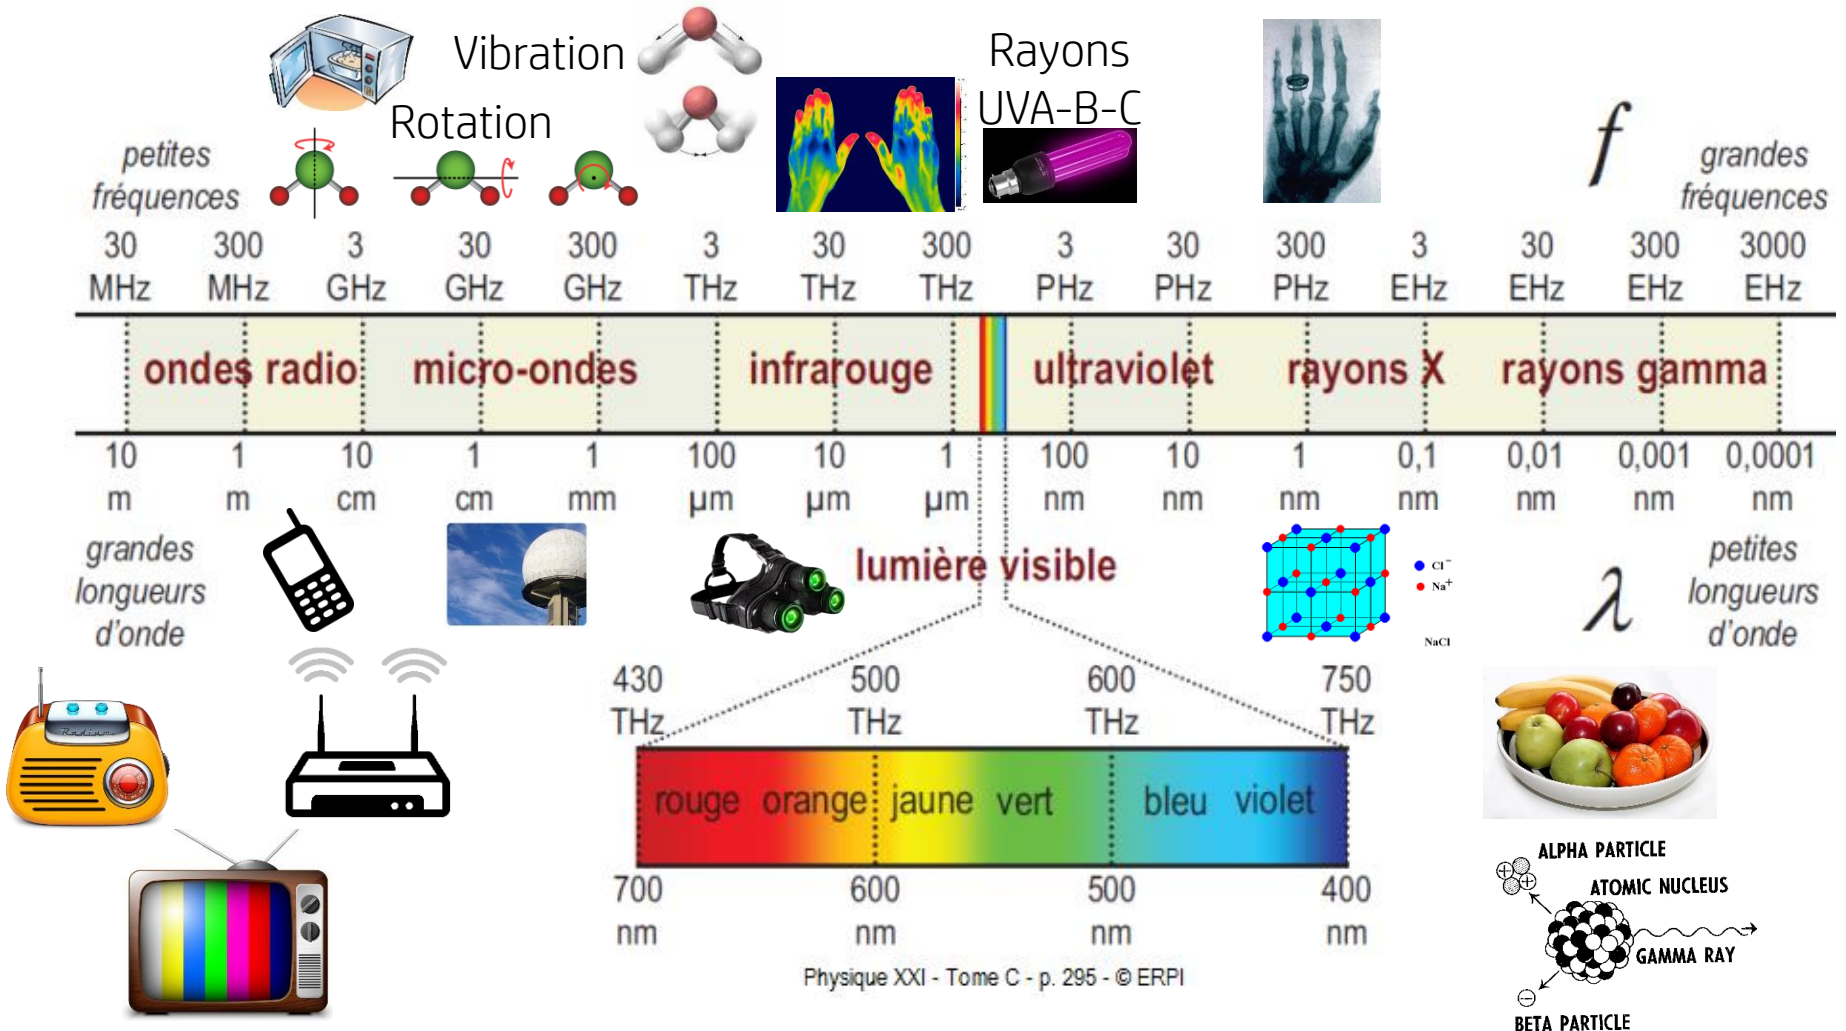 Vibration
Rotation
Rayons
UVA-B-C
petites
fréquences
f
grandes
fréquences
30 300 3 30 300 3 30 300 3 30 300 3 30 300 3000
MHz MHz GHz GHz GHz THz THz THz PHz PHz PHz EHz EHz EHz EHz
ondes radio micro-ondes infrarouge ultraviolet rayons X rayons gamma
10 1 10 1 1 100 10 1 100 10 1 0,1 0,01 0,001 0,0001
m m cm cm mm µm µm µm nm nm nm nm nm nm nm
grandes
longueurs
d'onde
lumière visible
Cl⁻
Na⁺
NaCl
λ
petites
longueurs
d'onde
430 500 600 750
THz THz THz THz
rouge orange jaune vert bleu violet
700 600 500 400
nm nm nm nm
Physique XXI - Tome C - p. 295 - © ERPI
ALPHA PARTICLE
ATOMIC NUCLEUS
GAMMA RAY
BETA PARTICLE